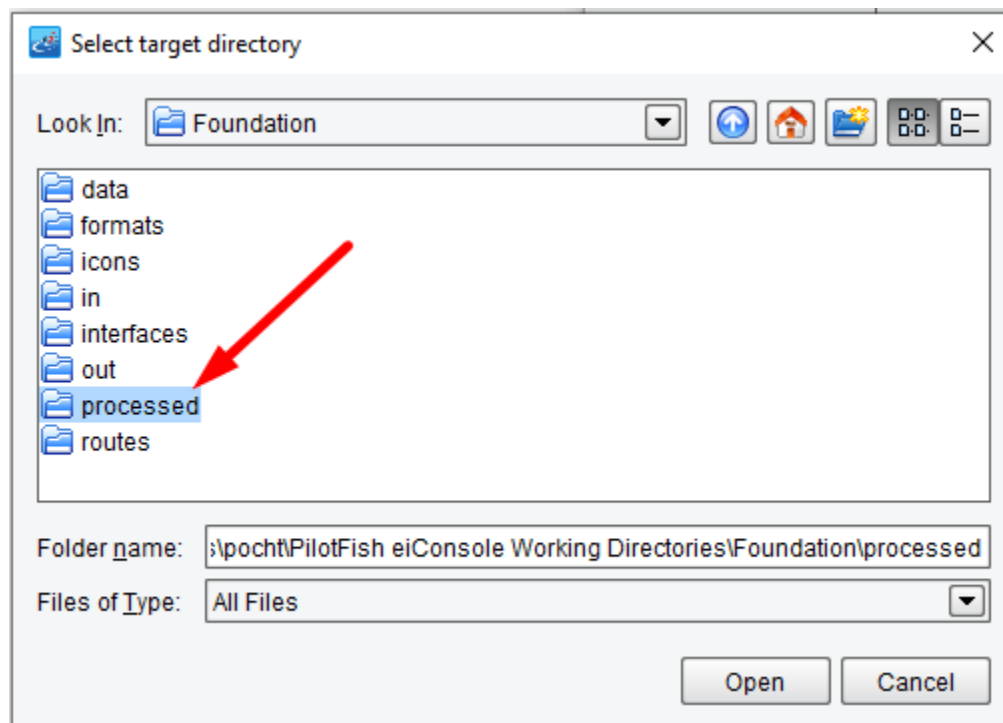 Select target directory
Look In: Foundation
data
formats
icons
in
interfaces
out
processed
routes
Folder name: s\pocht\PilotFish eiConsole Working Directories\Foundation\processed
Files of Type: All Files
Open Cancel